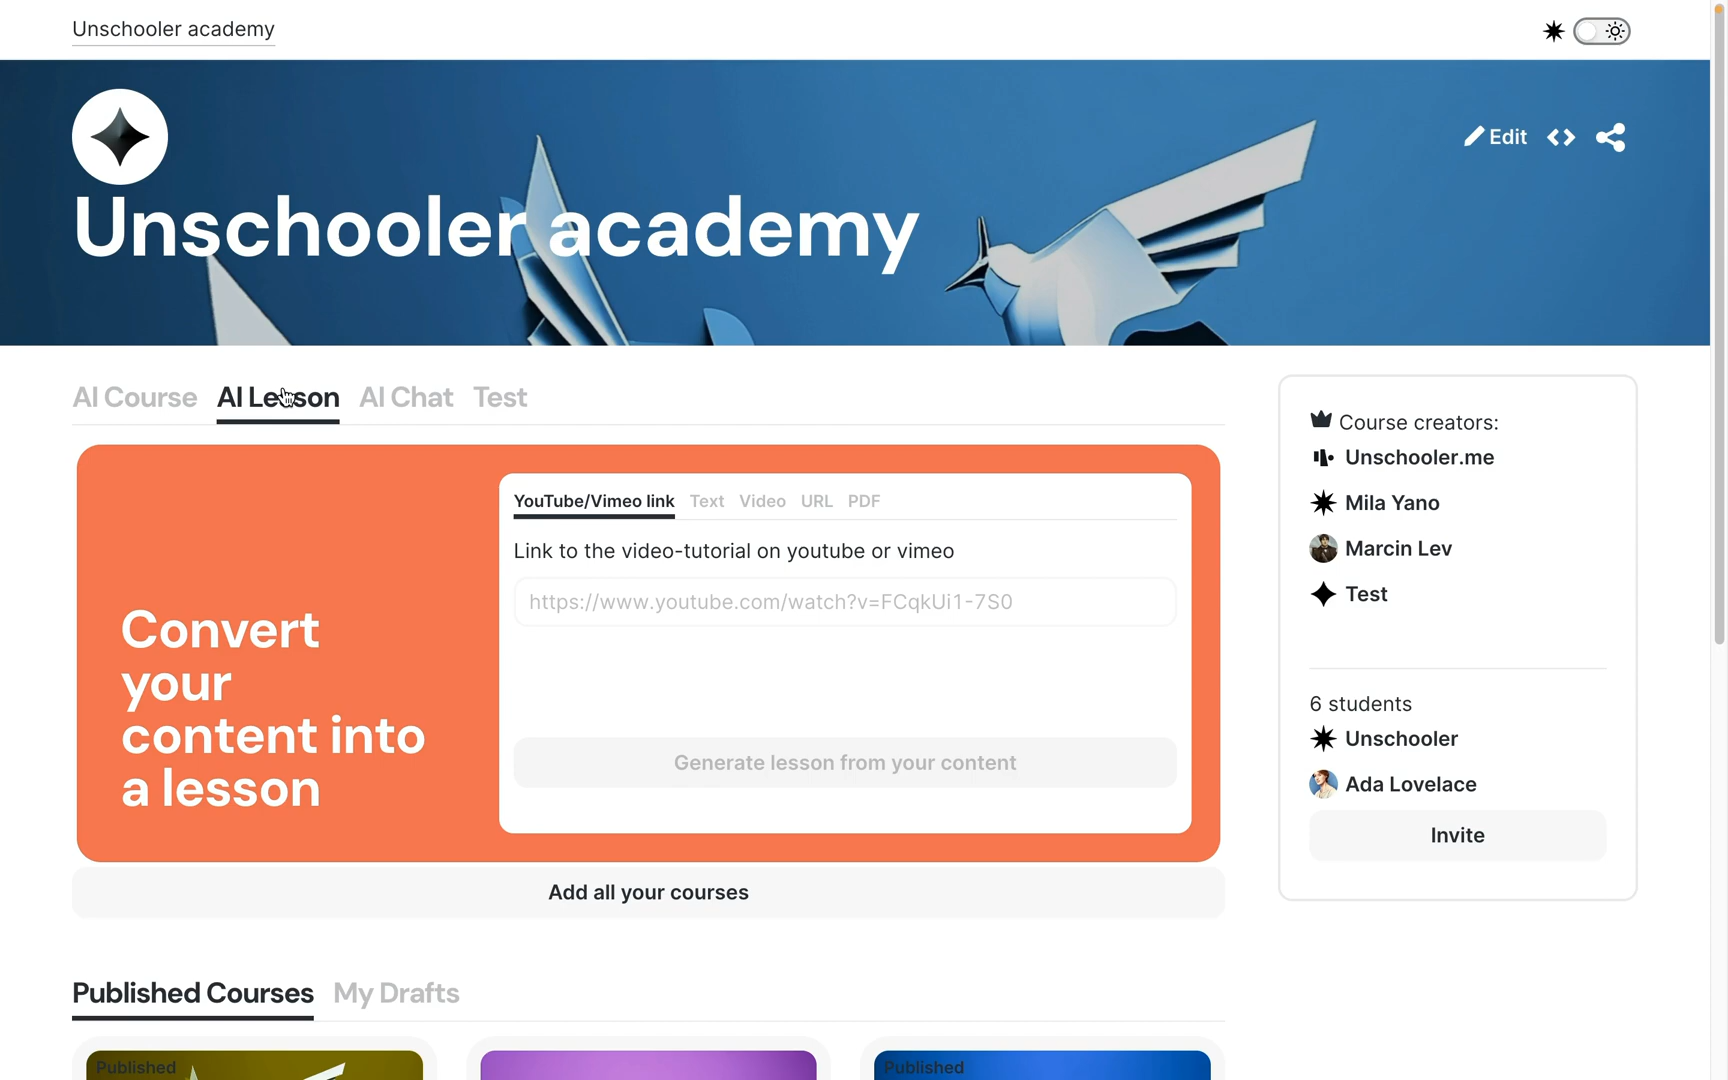 Unschooler academy
Edit
Unschooler academy
AI Course AI Lesson AI Chat Test
Convert
your
content into
a lesson
YouTube/Vimeo link Text Video URL PDF
Link to the video-tutorial on youtube or vimeo
https://www.youtube.com/watch?v=FCqkUi1-7S0
Generate lesson from your content
Add all your courses
Course creators:
Unschooler.me
Mila Yano
Marcin Lev
Test
6 students
Unschooler
Ada Lovelace
Invite
Published Courses My Drafts
Published
Published